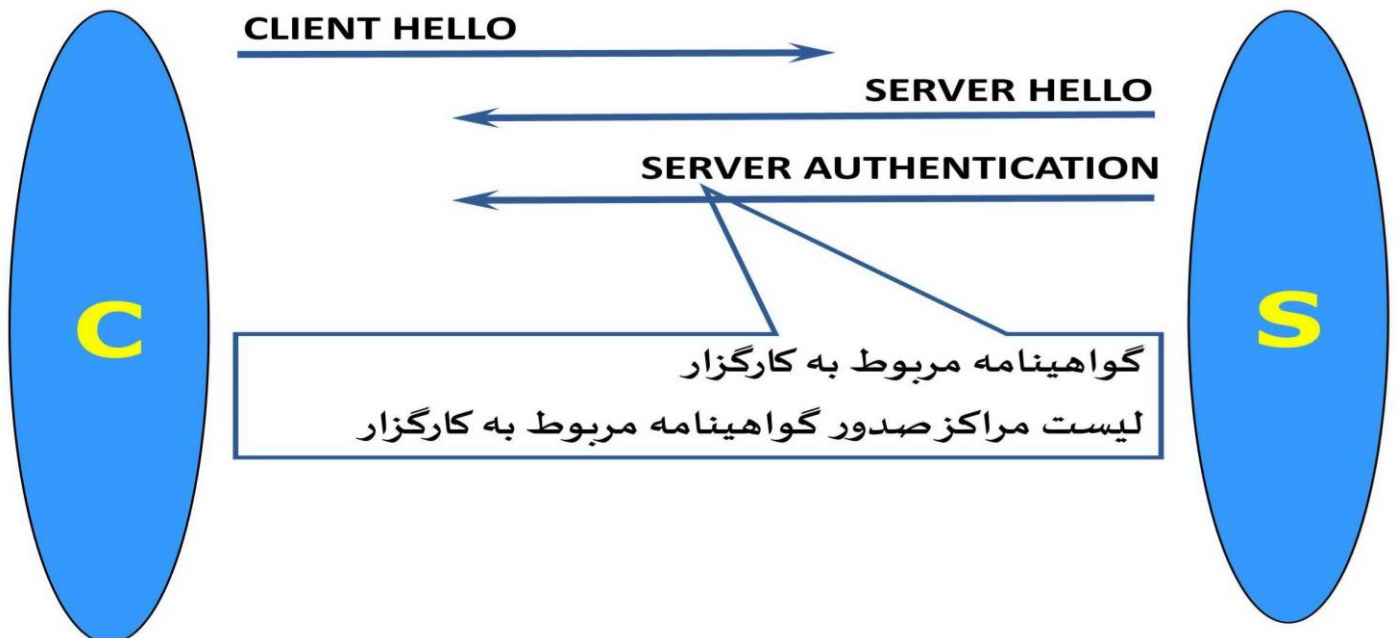 CLIENT HELLO
SERVER HELLO
SERVER AUTHENTICATION
C
S
گواهینامه مربوط به کارگزار
لیست مراکز صدور گواهینامه مربوط به کارگزار